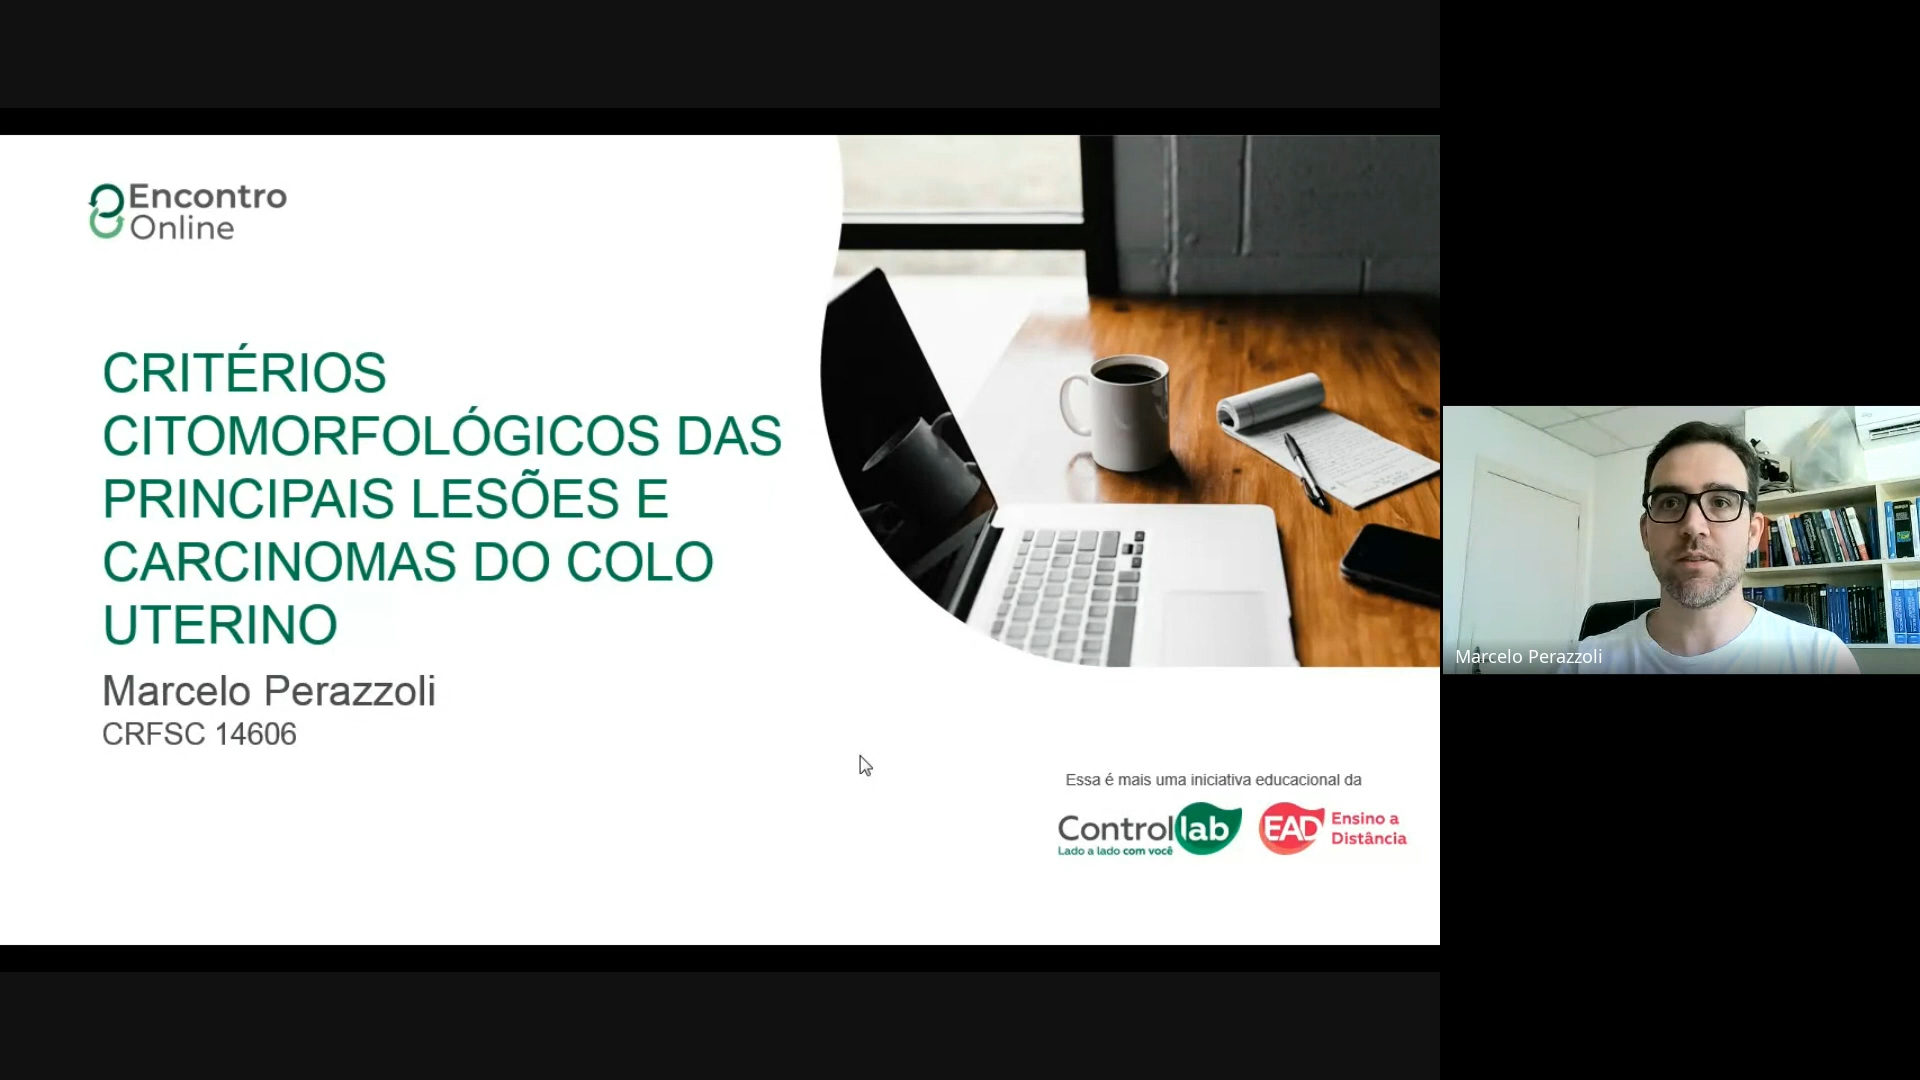 Encontro
Online
CRITÉRIOS
CITOMORFOLÓGICOS DAS
PRINCIPAIS LESÕES E
CARCINOMAS DO COLO
UTERINO
Marcelo Perazzoli
CRFSC 14606
Essa é mais uma iniciativa educacional da
Controllab
Lado a lado com você
EAD
Ensino a
Distância
Marcelo Perazzoli